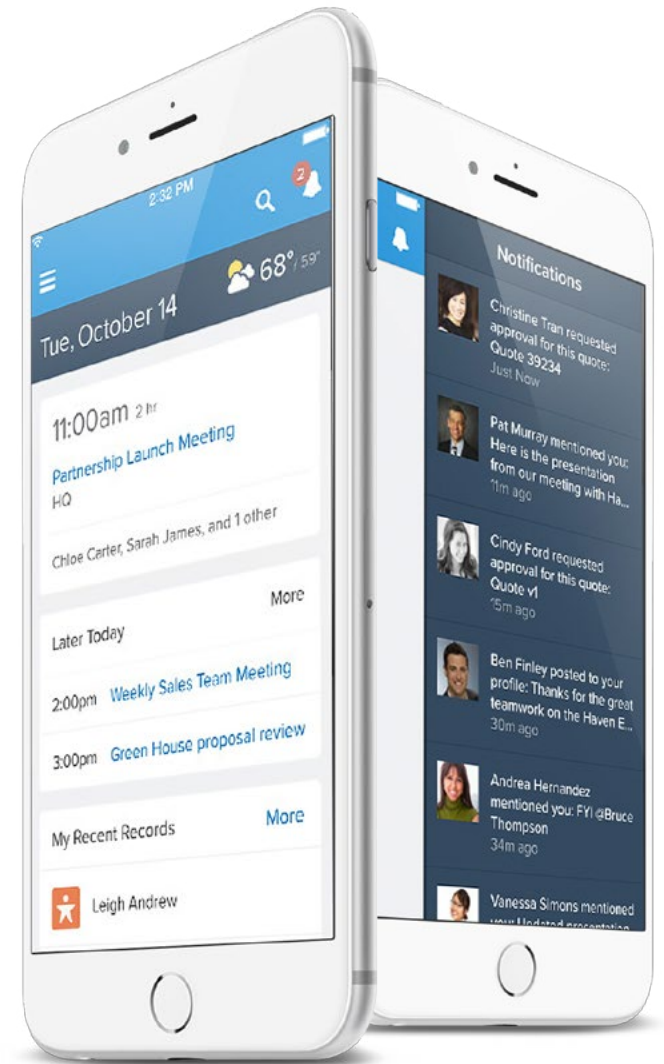 2:32 PM
2
Tue, October 14
68°/ 59°
11:00am 2 hr
Partnership Launch Meeting
HQ
Chloe Carter, Sarah James, and 1 other
Later Today
More
2:00pm Weekly Sales Team Meeting
3:00pm Green House proposal review
My Recent Records
More
Leigh Andrew
Notifications
Christine Tran requested
approval for this quote:
Quote 39234
Just Now
Pat Murray mentioned you:
Here is the presentation
from our meeting with Ha...
11m ago
Cindy Ford requested
approval for this quote:
Quote v1
15m ago
Ben Finley posted to your
profile: Thanks for the great
teamwork on the Haven E...
30m ago
Andrea Hernandez
mentioned you: FYI @Bruce
Thompson
34m ago
Vanessa Simons mentioned
you: Updated presentation